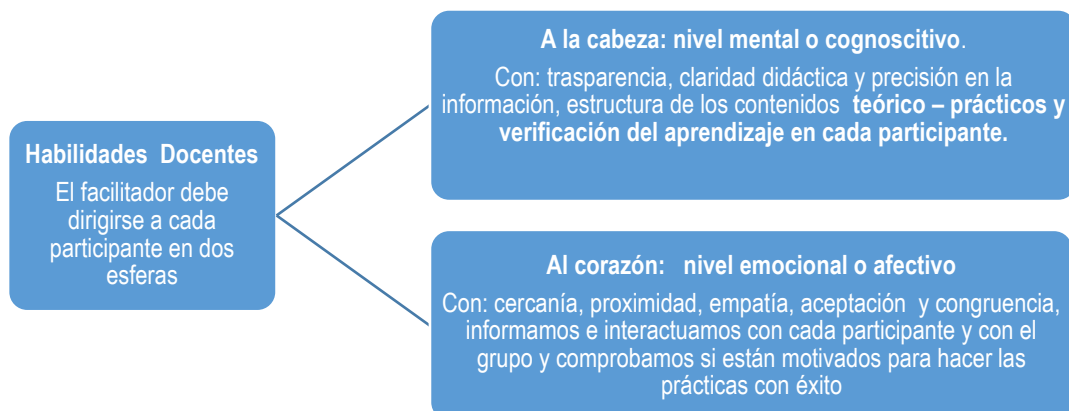 Habilidades Docentes
El facilitador debe
dirigirse a cada
participante en dos
esferas
A la cabeza: nivel mental o cognoscitivo.
Con: trasparencia, claridad didáctica y precisión en la
información, estructura de los contenidos teórico – prácticos y
verificación del aprendizaje en cada participante.
Al corazón: nivel emocional o afectivo
Con: cercanía, proximidad, empatía, aceptación y congruencia,
informamos e interactuamos con cada participante y con el
grupo y comprobamos si están motivados para hacer las
prácticas con éxito